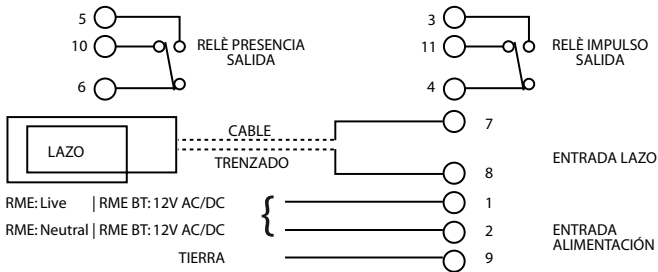 5
10
6
RELÈ PRESENCIA
SALIDA
3
11
4
RELÈ IMPULSO
SALIDA
LAZO
CABLE
TRENZADO
7
8
ENTRADA LAZO
RME: Live | RME BT: 12V AC/DC
RME: Neutral | RME BT: 12V AC/DC
TIERRA
1
2
9
ENTRADA
ALIMENTACIÓN